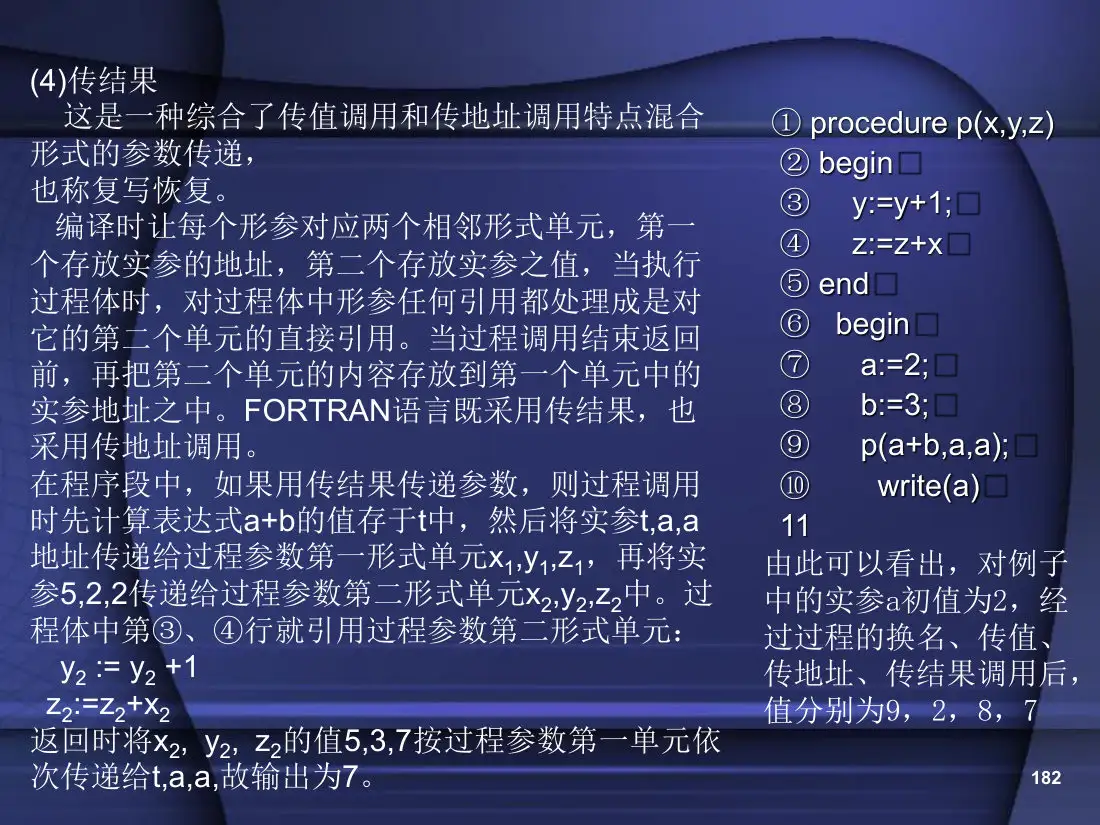 (4)传结果
这是一种综合了传值调用和传地址调用特点混合
形式的参数传递，
也称复写恢复。
编译时让每个形参对应两个相邻形式单元，第一
个存放实参的地址，第二个存放实参之值，当执行
过程体时，对过程体中形参任何引用都处理成是对
它的第二个单元的直接引用。当过程调用结束返回
前，再把第二个单元的内容存放到第一个单元中的
实参地址之中。FORTRAN语言既采用传结果，也
采用传地址调用。
在程序段中，如果用传结果传递参数，则过程调用
时先计算表达式a+b的值存于t中，然后将实参t,a,a
地址传递给过程参数第一形式单元x₁,y₁,z₁，再将实
参5,2,2传递给过程参数第二形式单元x₂,y₂,z₂中。过
程体中第③、④行就引用过程参数第二形式单元：
y₂ := y₂ +1
z₂:=z₂+x₂
返回时将x₂, y₂, z₂的值5,3,7按过程参数第一单元依
次传递给t,a,a,故输出为7。
① procedure p(x,y,z)
② begin□
③ y:=y+1;□
④ z:=z+x□
⑤ end□
⑥ begin□
⑦ a:=2;□
⑧ b:=3;□
⑨ p(a+b,a,a);□
⑩ write(a)□
11
由此可以看出，对例子
中的实参a初值为2，经
过过程的换名、传值、
传地址、传结果调用后，
值分别为9，2，8，7
182